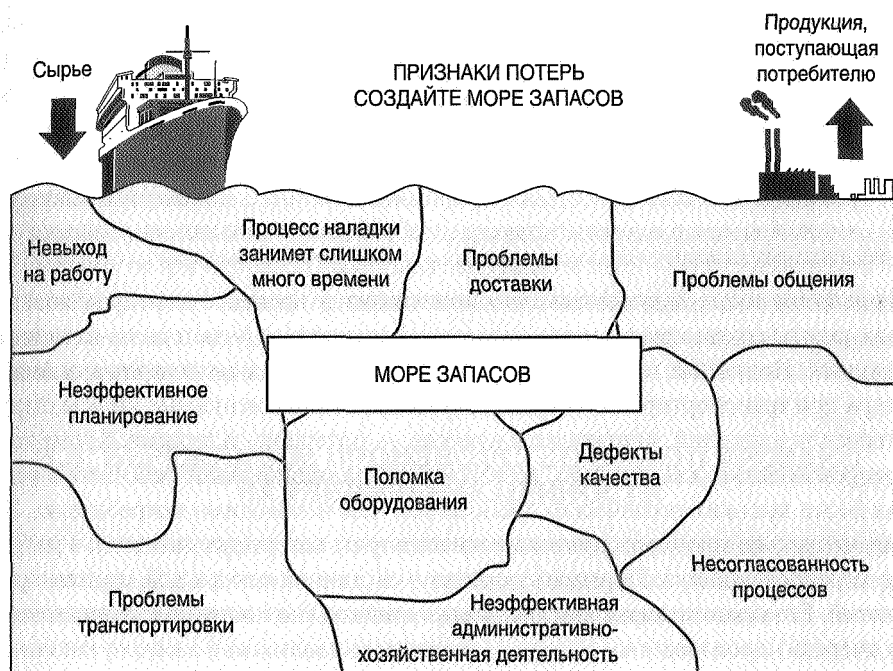 Сырье
ПРИЗНАКИ ПОТЕРЬ
СОЗДАЙТЕ МОРЕ ЗАПАСОВ
Продукция,
поступающая
потребителю
Невыход
на работу
Процесс наладки
занимет слишком
много времени
Проблемы
доставки
Проблемы общения
МОРЕ ЗАПАСОВ
Неэффективное
планирование
Поломка
оборудования
Дефекты
качества
Несогласованность
процессов
Проблемы
транспортировки
Неэффективная
административно-
хозяйственная деятельность